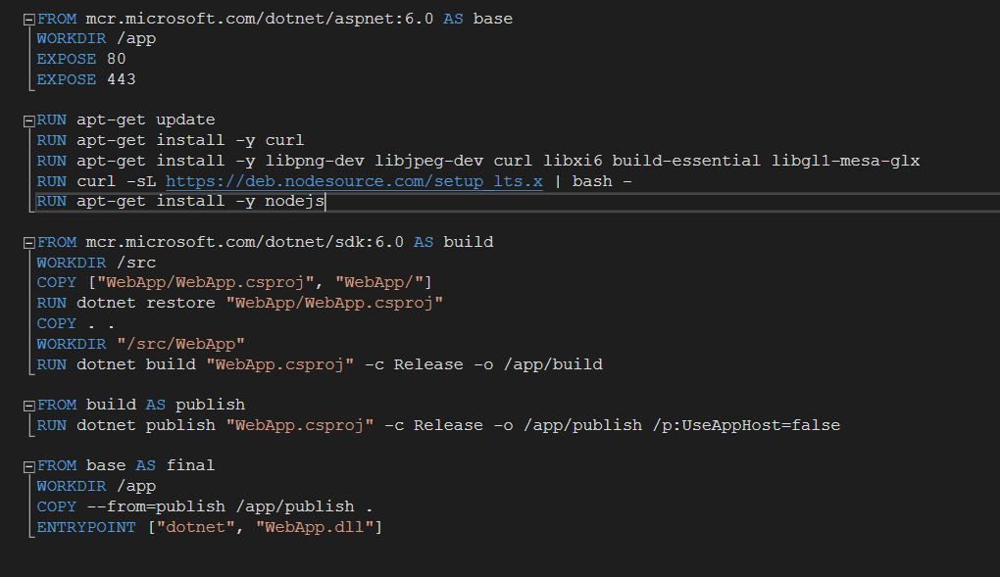 FROM mcr.microsoft.com/dotnet/aspnet:6.0 AS base
WORKDIR /app
EXPOSE 80
EXPOSE 443
RUN apt-get update
RUN apt-get install -y curl
RUN apt-get install -y libpng-dev libjpeg-dev curl libxi6 build-essential libgl1-mesa-glx
RUN curl -sL https://deb.nodesource.com/setup_lts.x | bash -
RUN apt-get install -y nodejs
FROM mcr.microsoft.com/dotnet/sdk:6.0 AS build
WORKDIR /src
COPY ["WebApp/WebApp.csproj", "WebApp/"]
RUN dotnet restore "WebApp/WebApp.csproj"
COPY . .
WORKDIR "/src/WebApp"
RUN dotnet build "WebApp.csproj" -c Release -o /app/build
FROM build AS publish
RUN dotnet publish "WebApp.csproj" -c Release -o /app/publish /p:UseAppHost=false
FROM base AS final
WORKDIR /app
COPY --from=publish /app/publish .
ENTRYPOINT ["dotnet", "WebApp.dll"]